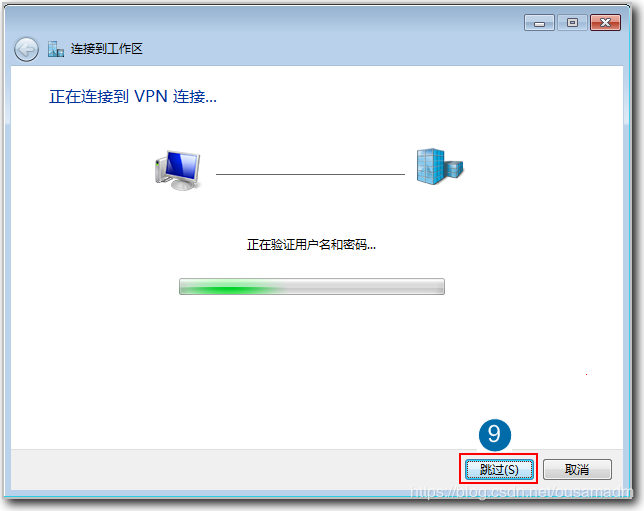 连接到工作区
正在连接到 VPN 连接...
正在验证用户名和密码...
9
跳过(S)
取消
https://blog.csdn.net/ousamadm